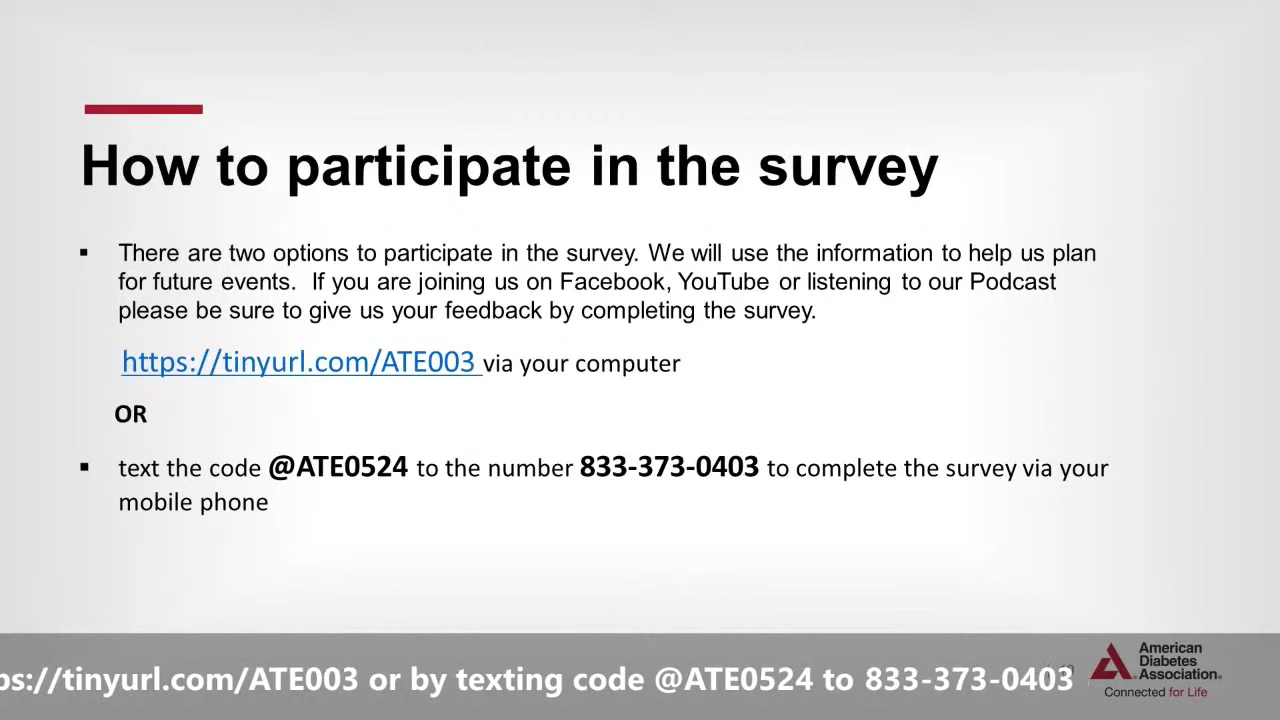 How to participate in the survey
▪ There are two options to participate in the survey. We will use the information to help us plan
for future events. If you are joining us on Facebook, YouTube or listening to our Podcast
please be sure to give us your feedback by completing the survey.
https://tinyurl.com/ATE003 via your computer
OR
▪ text the code @ATE0524 to the number 833-373-0403 to complete the survey via your
mobile phone
ps://tinyurl.com/ATE003 or by texting code @ATE0524 to 833-373-0403
American
Diabetes
Association®
Connected for Life